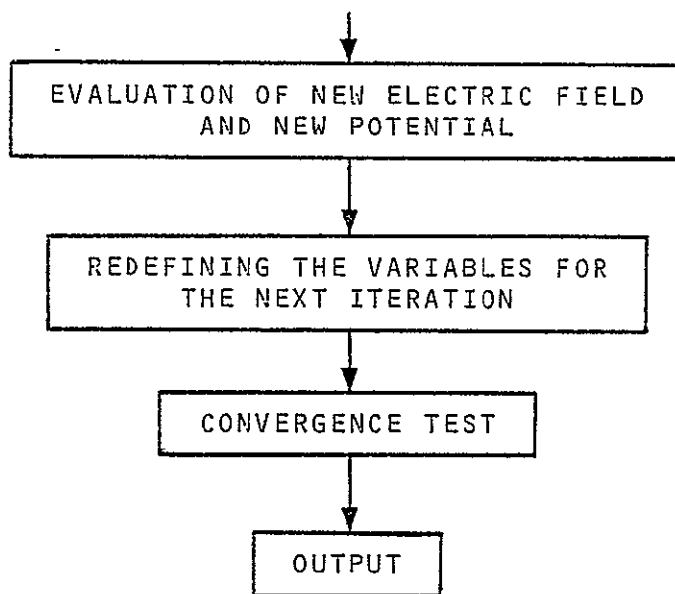 EVALUATION OF NEW ELECTRIC FIELD
AND NEW POTENTIAL
REDEFINING THE VARIABLES FOR
THE NEXT ITERATION
CONVERGENCE TEST
OUTPUT